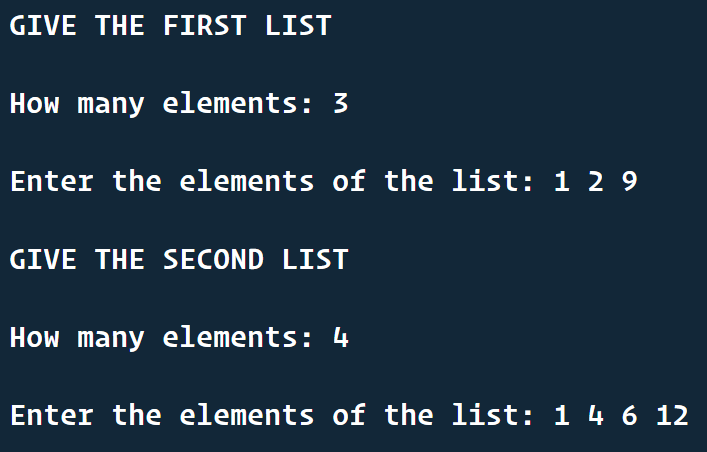 GIVE THE FIRST LIST
How many elements: 3
Enter the elements of the list: 1 2 9
GIVE THE SECOND LIST
How many elements: 4
Enter the elements of the list: 1 4 6 12